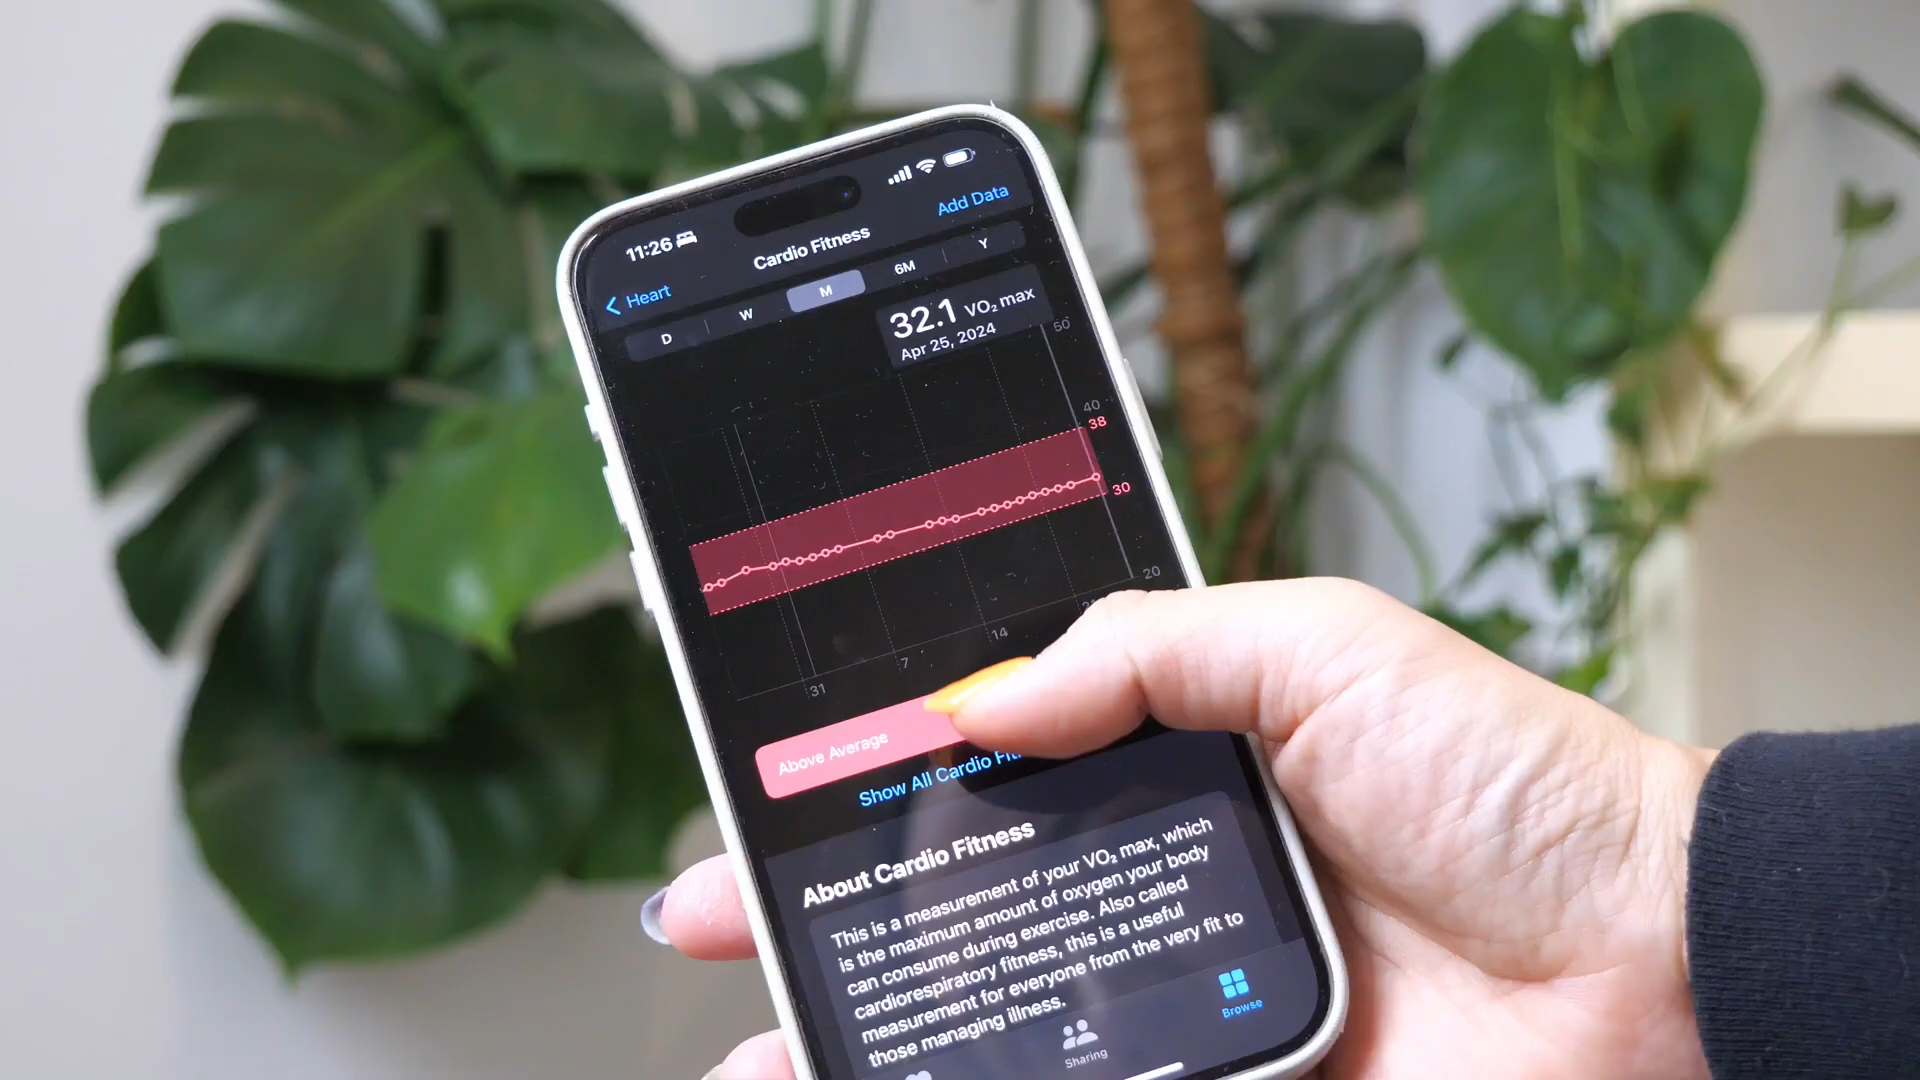 11:26
Add Data
Cardio Fitness
Heart
D W M 6M Y
32.1 VO₂ max
Apr 25, 2024
50
40
38
30
20
31 7 14
Above Average
Show All Cardio
About Cardio Fitness
This is a measurement of your VO₂ max, which
is the maximum amount of oxygen your body
can consume during exercise. Also called
cardiorespiratory fitness, this is a useful
measurement for everyone from the very fit to
those managing illness.
Sharing
Browse